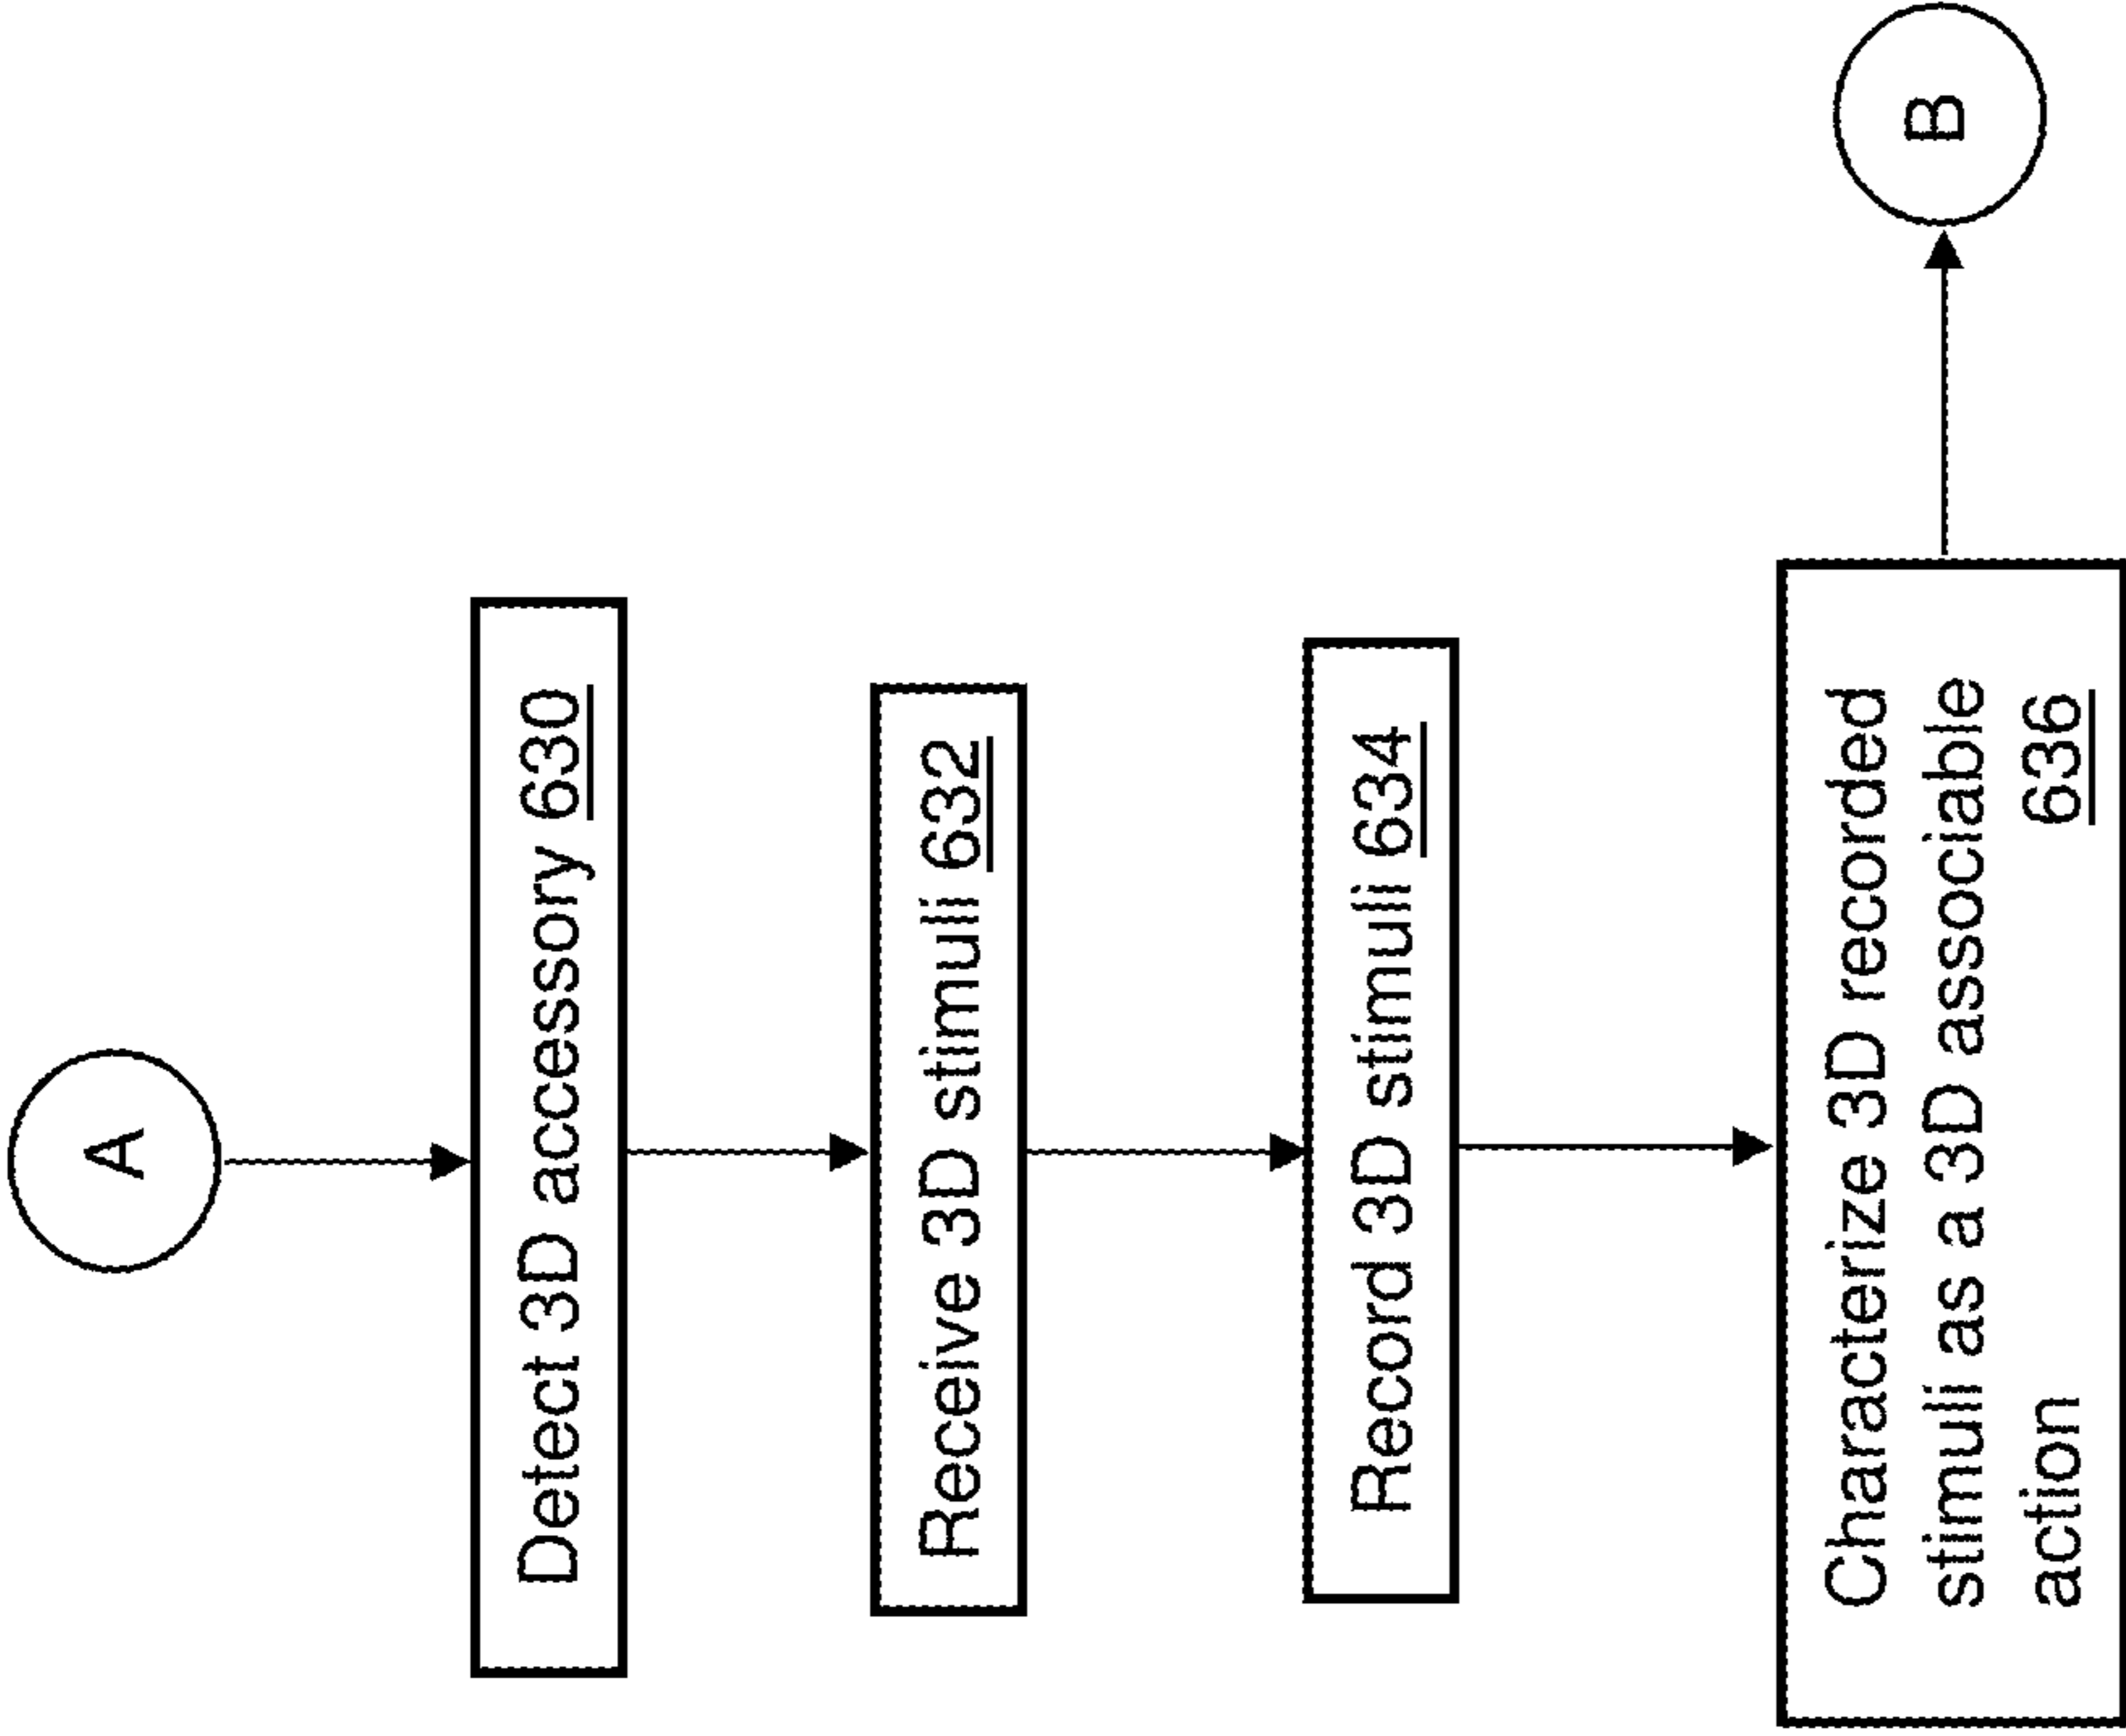 A
Detect 3D accessory 630
Receive 3D stimuli 632
Record 3D stimuli 634
Characterize 3D recorded
stimuli as a 3D associable
action 636
B